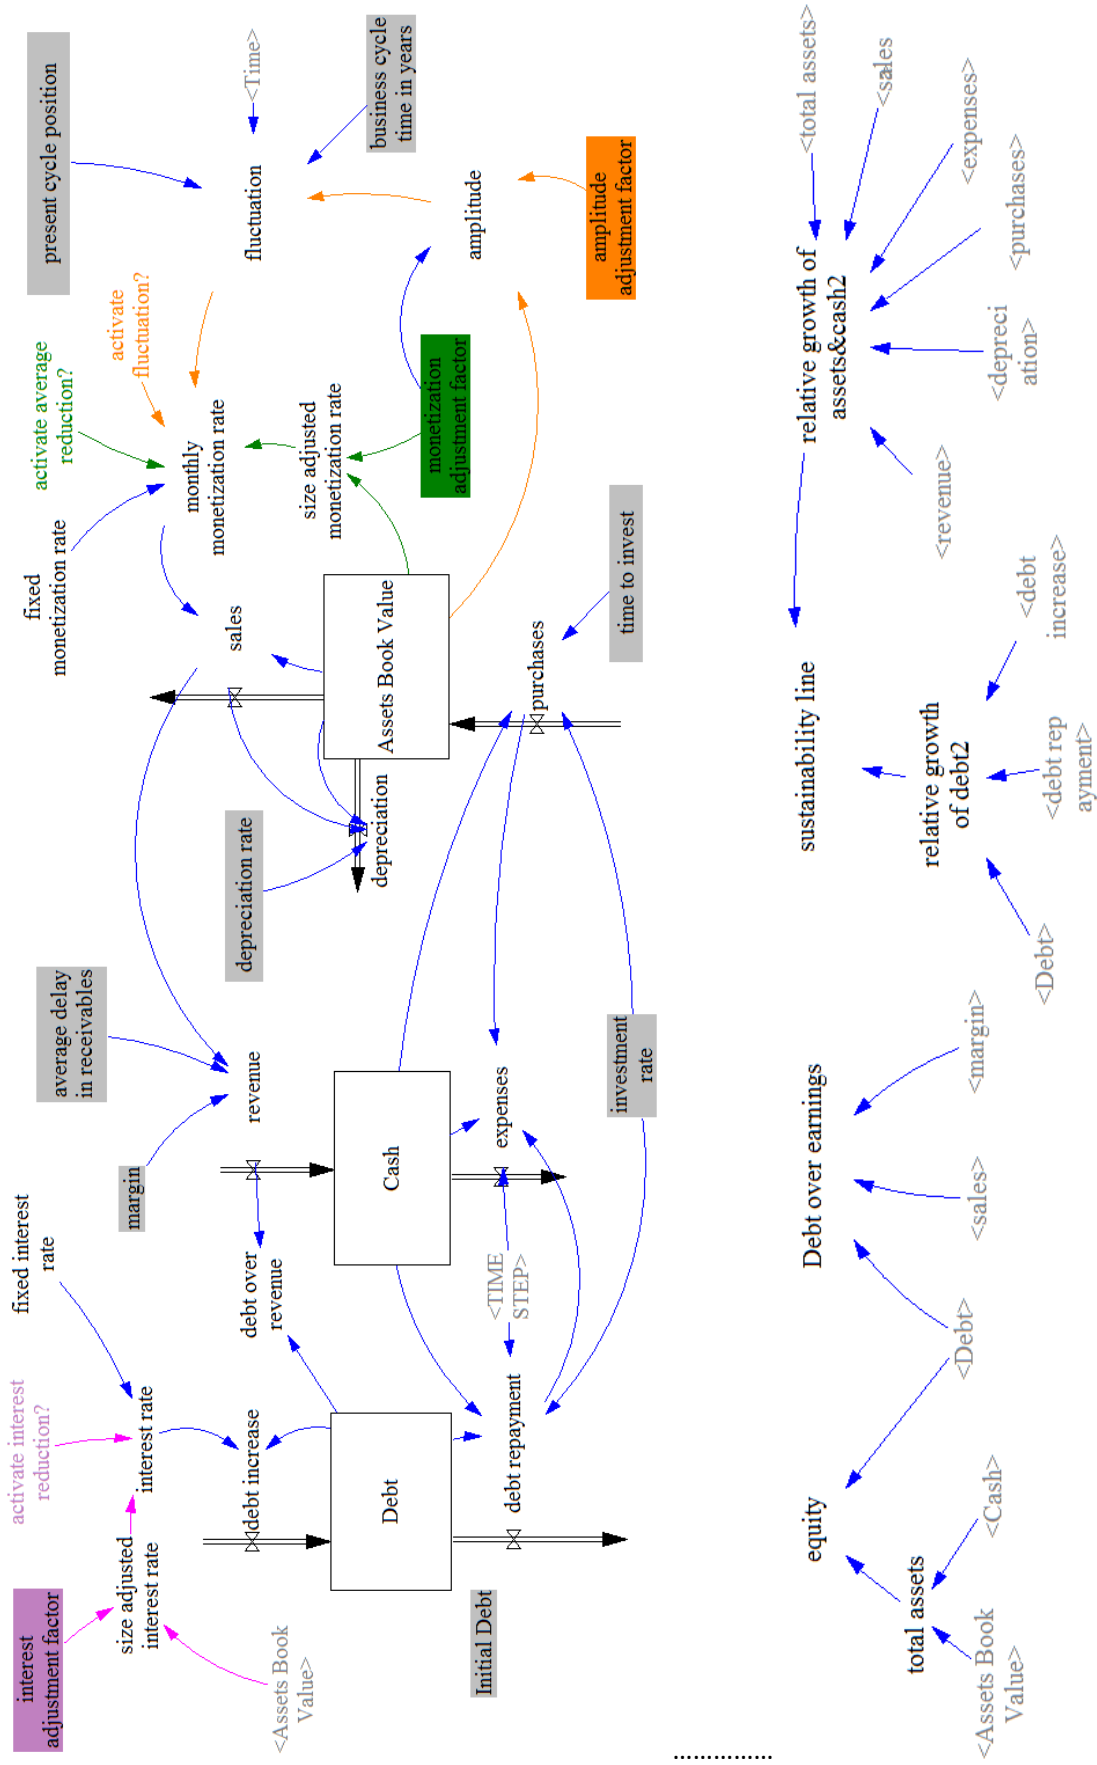 interest
adjustment factor
activate interest
reduction?
fixed interest
rate
size adjusted
interest rate
interest rate
<Assets Book
Value>
debt increase
debt over
revenue
margin
average delay
in receivables
revenue
depreciation rate
depreciation
fixed
monetization rate
activate average
reduction?
activate
fluctuation?
present cycle position
<Time>
business cycle
time in years
fluctuation
monthly
monetization rate
sales
size adjusted
monetization rate
amplitude
monetization
adjustment factor
amplitude
adjustment factor
Debt
Cash
Assets Book Value
Initial Debt
debt repayment
<TIME
STEP>
expenses
purchases
investment
rate
time to invest
...............
equity
total assets
<Assets Book
Value>
<Cash>
<Debt>
Debt over earnings
<sales>
<margin>
sustainability line
relative growth
of debt2
<Debt>
<debt rep
ayment>
<debt
increase>
relative growth of
assets&cash2
<revenue>
<depreci
ation>
<purchases>
<expenses>
<sales
<total assets>